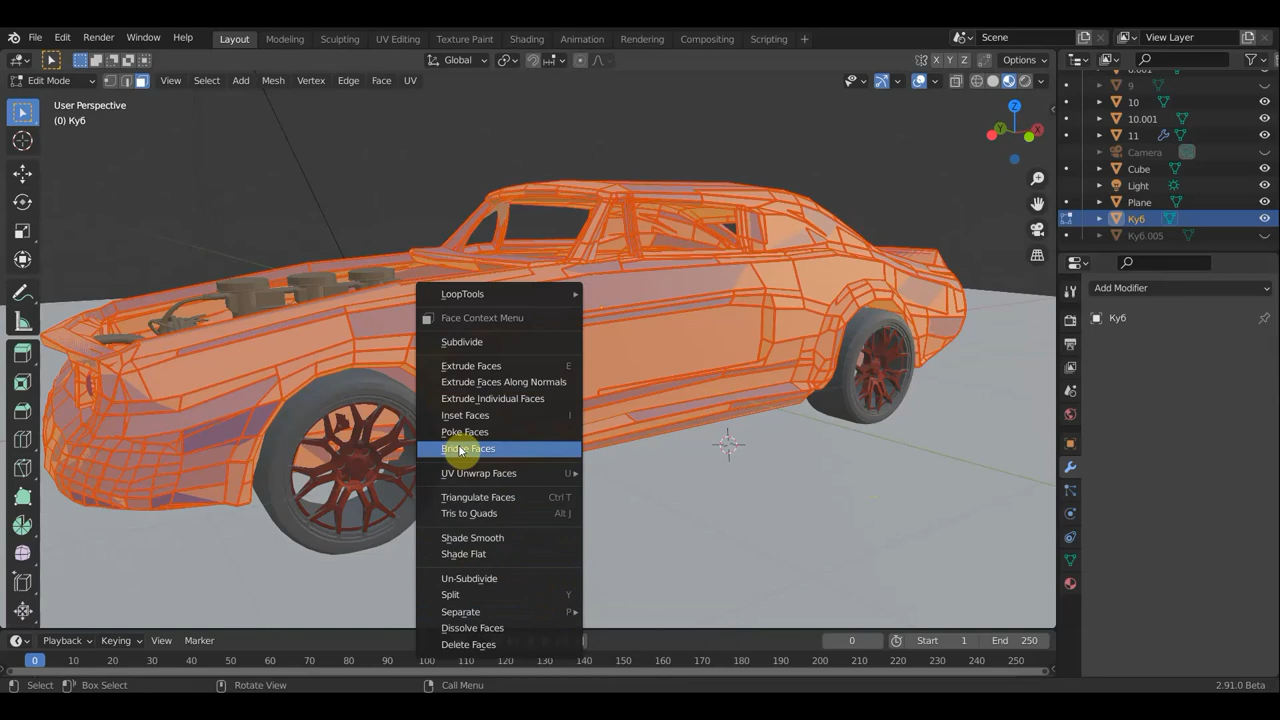 File Edit Render Window Help Layout Modeling Sculpting UV Editing Texture Paint Shading Animation Rendering Compositing Scripting + Scene View Layer
Global X Y Z Options
Edit Mode View Select Add Mesh Vertex Edge Face UV
User Perspective
(0) Куб
Z
Y
X
9
10
10.001
11
Camera
Cube
Light
Plane
Куб
Куб.005
Add Modifier
Куб
LoopTools
Face Context Menu
Subdivide
Extrude Faces E
Extrude Faces Along Normals
Extrude Individual Faces
Inset Faces I
Poke Faces
Bridge Faces
UV Unwrap Faces U
Triangulate Faces Ctrl T
Tris to Quads Alt J
Shade Smooth
Shade Flat
Un-Subdivide
Split Y
Separate P
Dissolve Faces
Delete Faces
Playback Keying View Marker 0 Start 1 End 250
0 10 20 30 40 50 60 70 80 90 100 110 120 130 140 150 160 170 180 190 200 210 220 230 240 250
Select Box Select Rotate View Call Menu 2.91.0 Beta